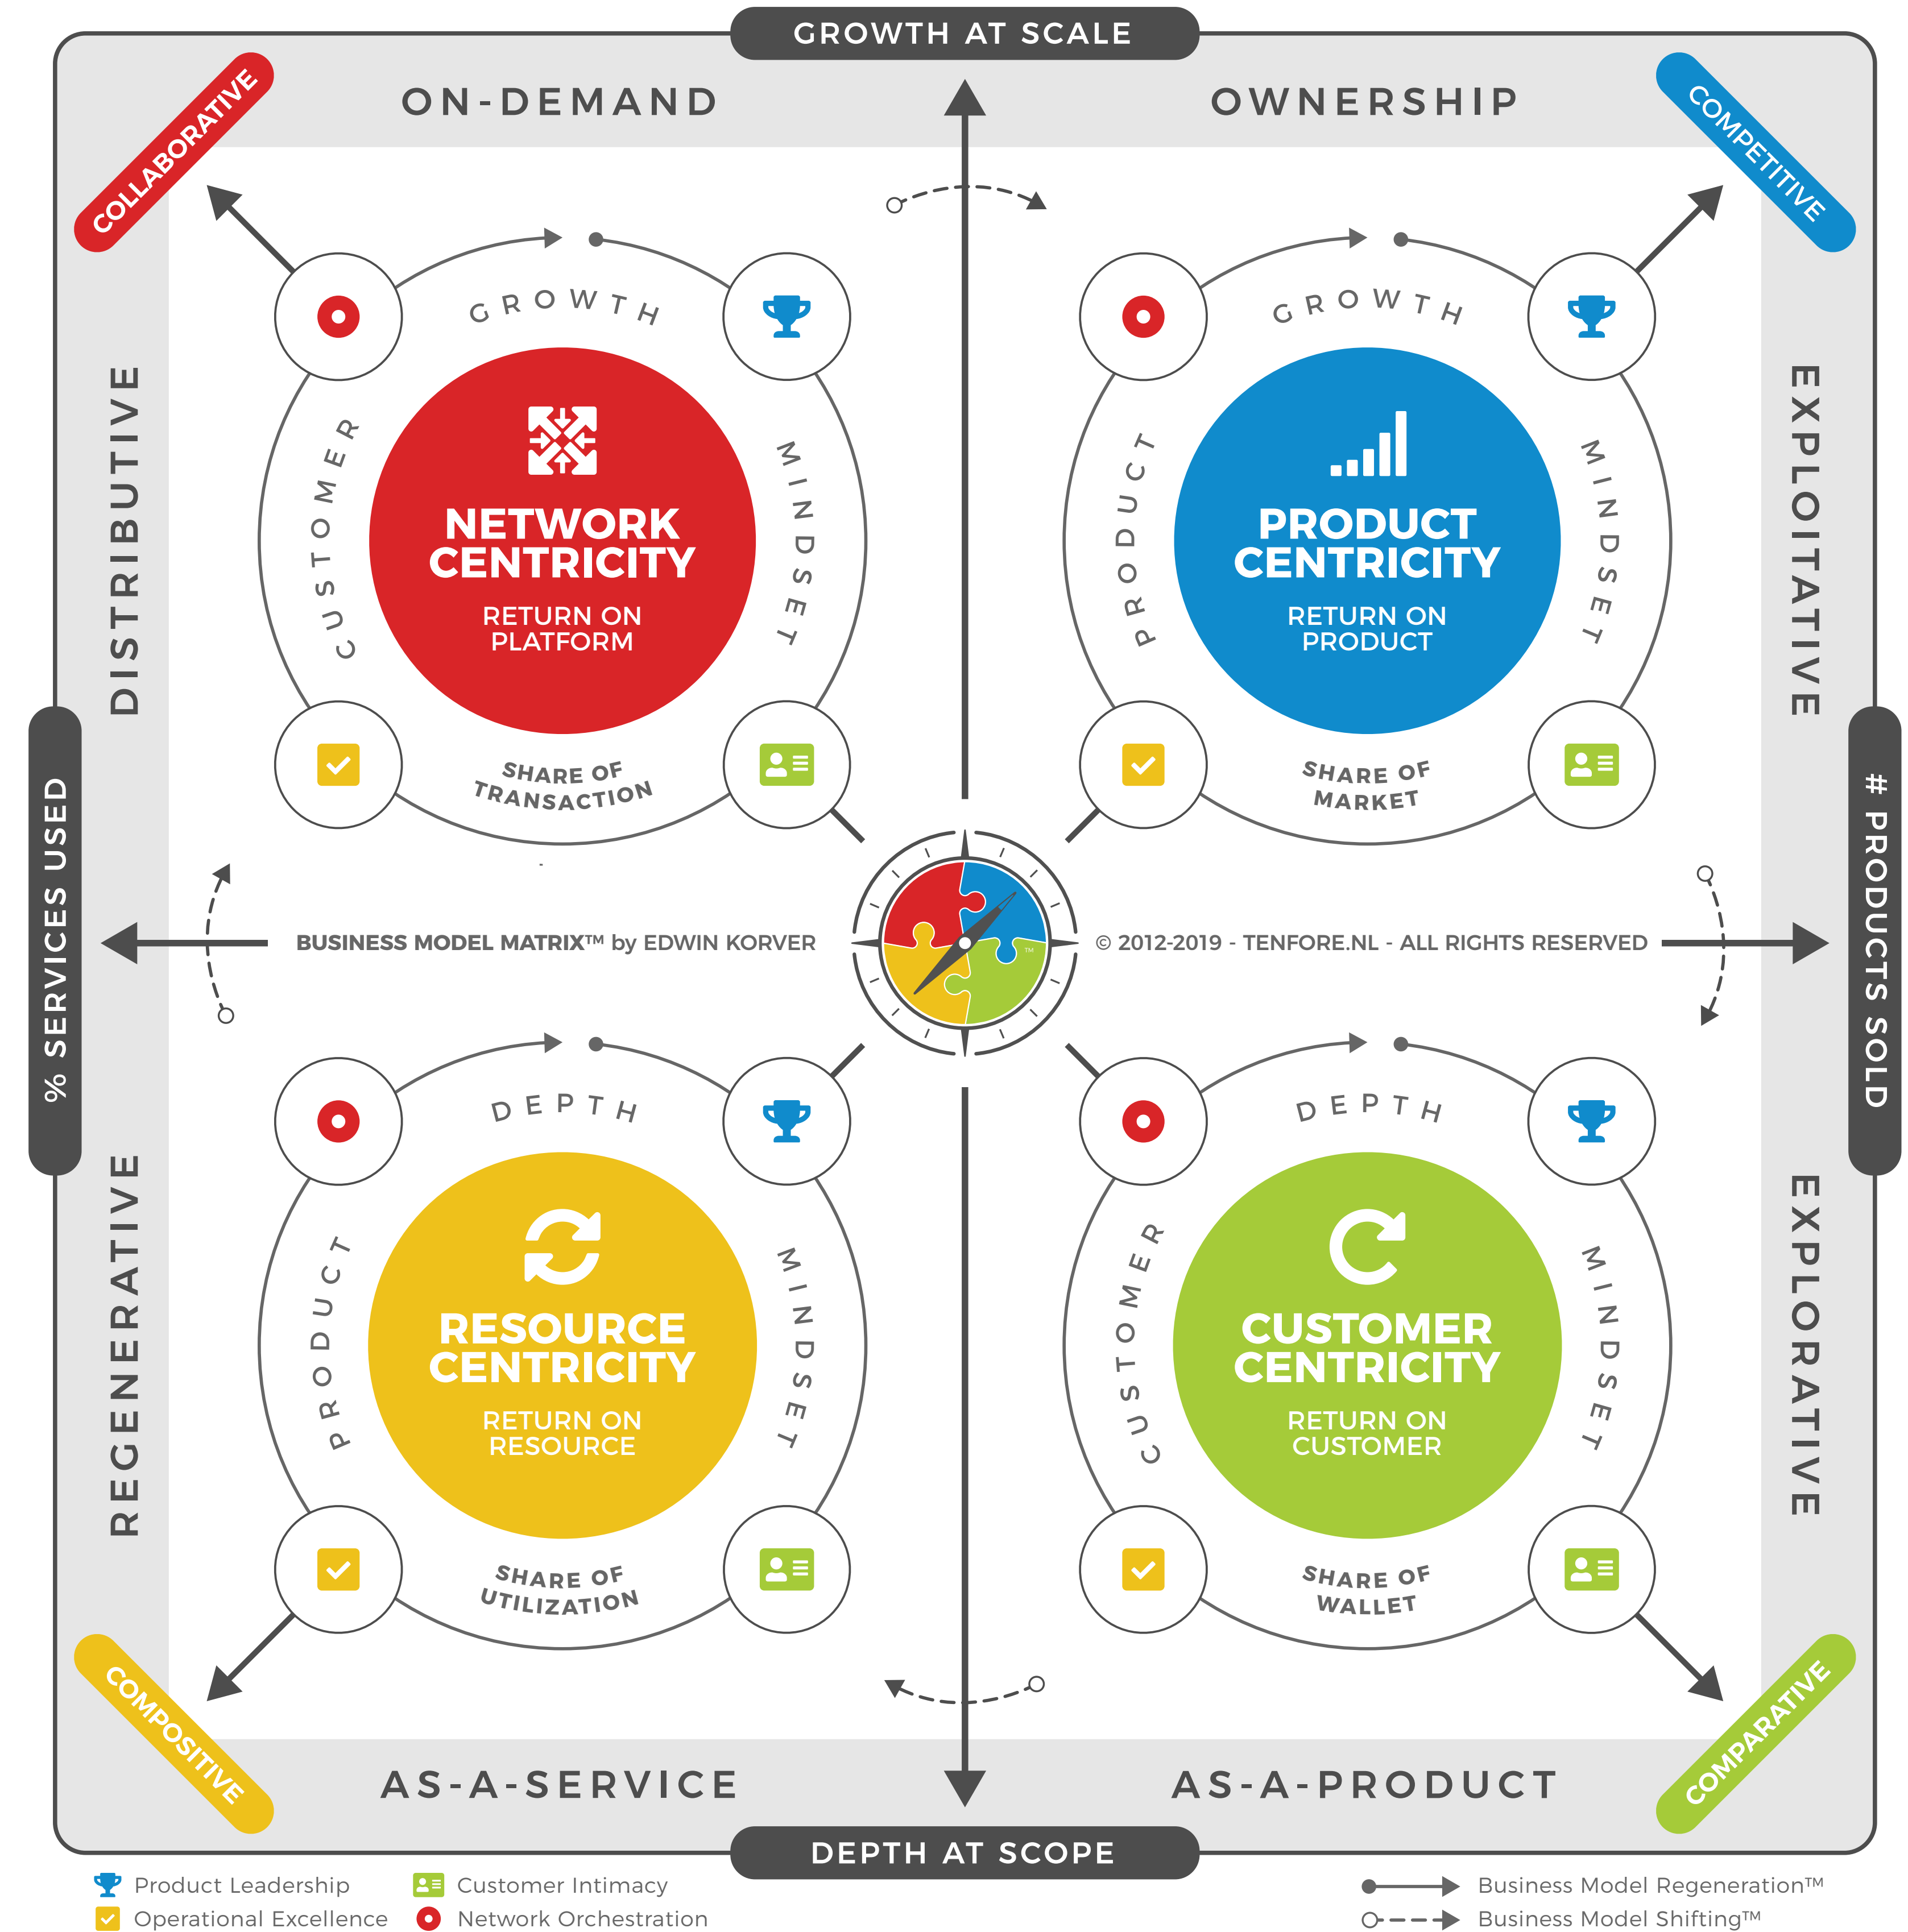 GROWTH AT SCALE
COLLABORATIVE
ON-DEMAND
OWNERSHIP
COMPETITIVE
DISTRIBUTIVE
GROWTH
CUSTOMER
MINDSET
NETWORK
CENTRICITY
RETURN ON
PLATFORM
SHARE OF
TRANSACTION
GROWTH
PRODUCT
MINDSET
PRODUCT
CENTRICITY
RETURN ON
PRODUCT
SHARE OF
MARKET
EXPLOITATIVE
% SERVICES USED
BUSINESS MODEL MATRIX™ by EDWIN KORVER
™
© 2012-2019 - TENFORE.NL - ALL RIGHTS RESERVED
# PRODUCTS SOLD
REGENERATIVE
DEPTH
PRODUCT
MINDSET
RESOURCE
CENTRICITY
RETURN ON
RESOURCE
SHARE OF
UTILIZATION
DEPTH
CUSTOMER
MINDSET
CUSTOMER
CENTRICITY
RETURN ON
CUSTOMER
SHARE OF
WALLET
EXPLORATIVE
COMPOSITIVE
AS-A-SERVICE
AS-A-PRODUCT
COMPARATIVE
DEPTH AT SCOPE
Product Leadership
Customer Intimacy
Business Model Regeneration™
Operational Excellence
Network Orchestration
Business Model Shifting™